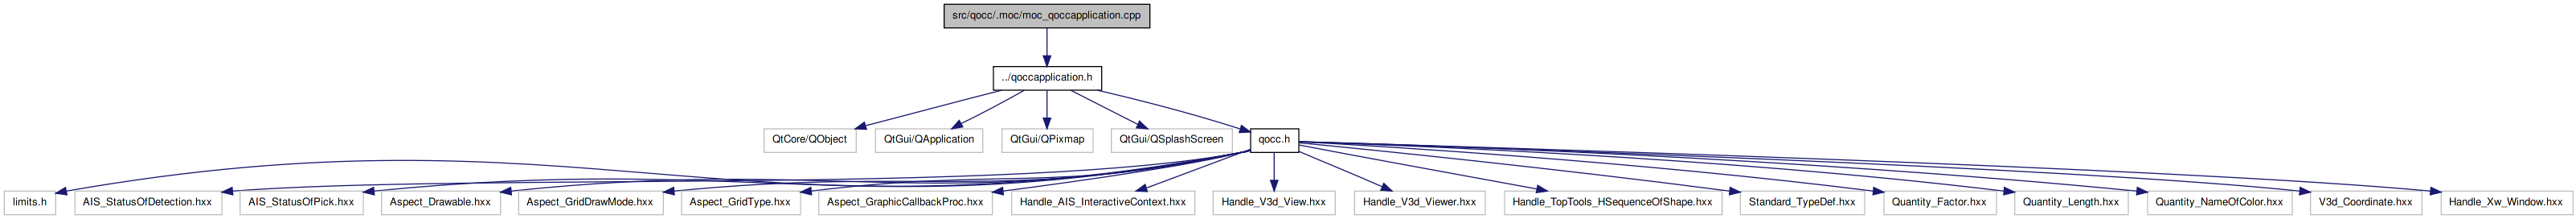 src/qocc/.moc/moc_qoccapplication.cpp
../qoccapplication.h
QtCore/QObject
QtGui/QApplication
QtGui/QPixmap
QtGui/QSplashScreen
qocc.h
limits.h
AIS_StatusOfDetection.hxx
AIS_StatusOfPick.hxx
Aspect_Drawable.hxx
Aspect_GridDrawMode.hxx
Aspect_GridType.hxx
Aspect_GraphicCallbackProc.hxx
Handle_AIS_InteractiveContext.hxx
Handle_V3d_View.hxx
Handle_V3d_Viewer.hxx
Handle_TopTools_HSequenceOfShape.hxx
Standard_TypeDef.hxx
Quantity_Factor.hxx
Quantity_Length.hxx
Quantity_NameOfColor.hxx
V3d_Coordinate.hxx
Handle_Xw_Window.hxx